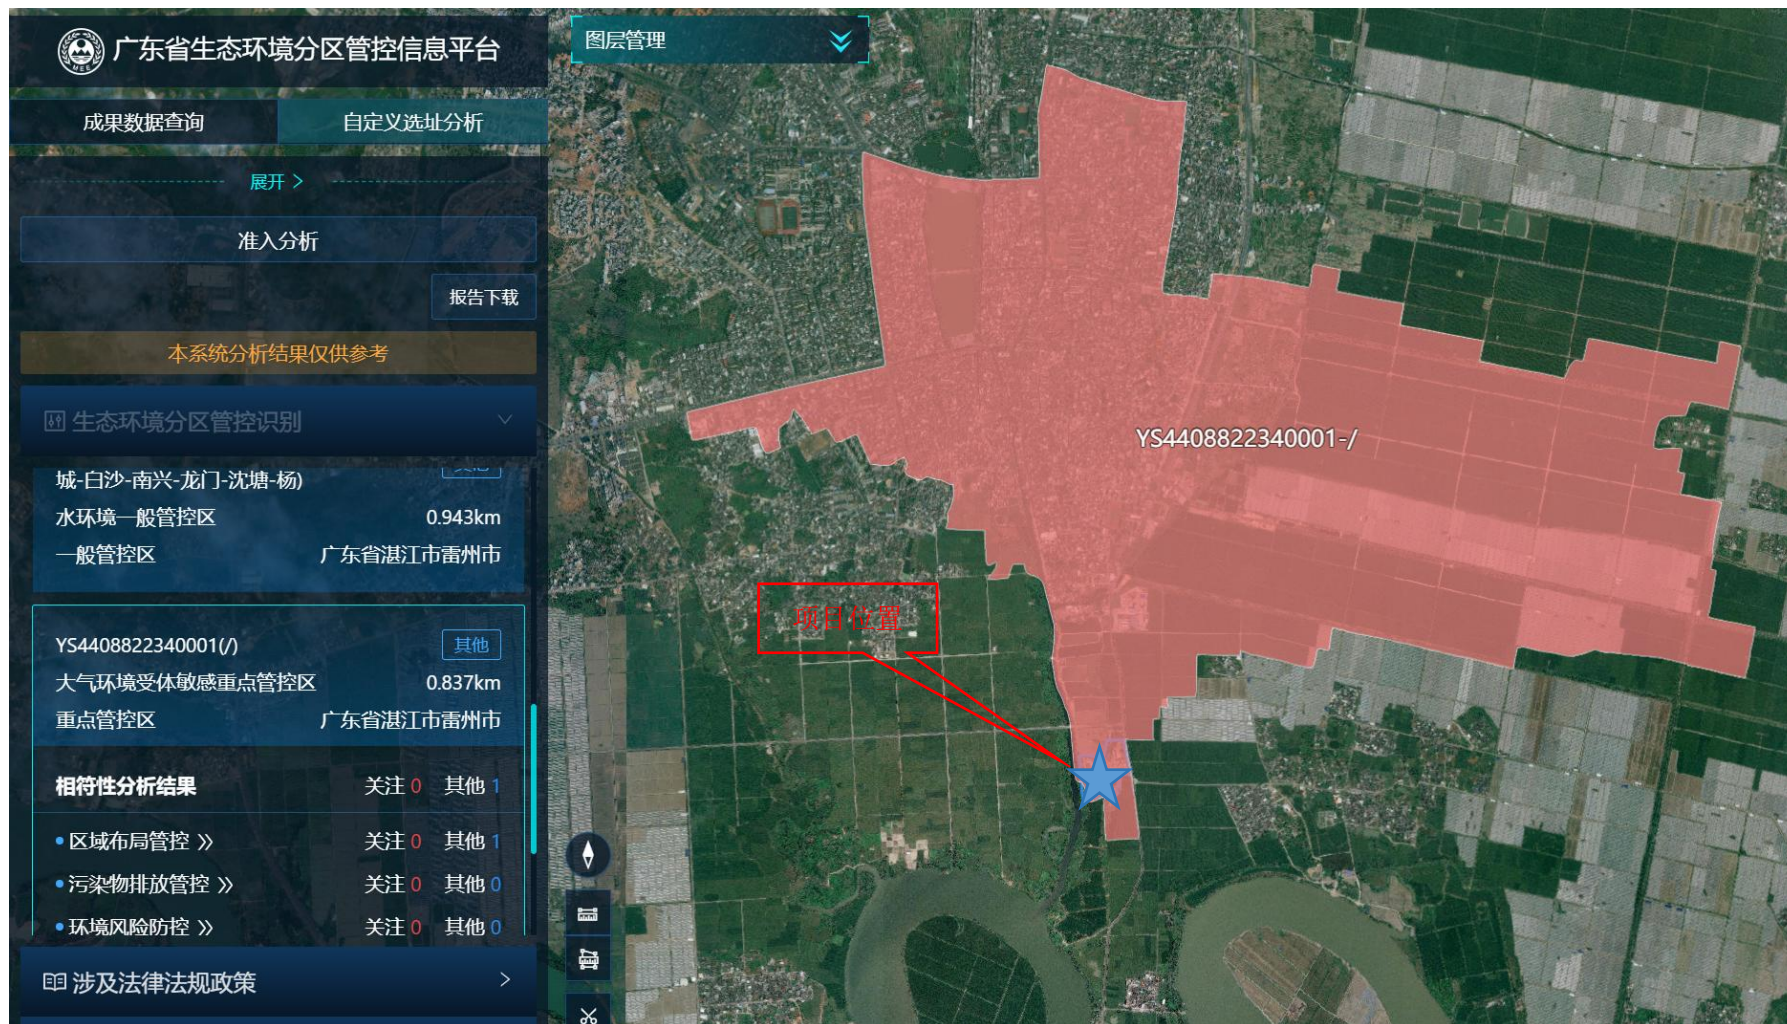 广东省生态环境分区管控信息平台
MEE
图层管理
成果数据查询
自定义选址分析
展开 >
准入分析
报告下载
本系统分析结果仅供参考
生态环境分区管控识别
城-白沙-南兴-龙门-沈塘-杨)
水环境一般管控区 0.943km
一般管控区 广东省湛江市雷州市
YS4408822340001(/) 其他
大气环境受体敏感重点管控区 0.837km
重点管控区 广东省湛江市雷州市
相符性分析结果 关注 0 其他 1
• 区域布局管控 >> 关注 0 其他 1
• 污染物排放管控 >> 关注 0 其他 0
• 环境风险防控 >> 关注 0 其他 0
涉及法律法规政策 >
YS4408822340001-/
项目位置